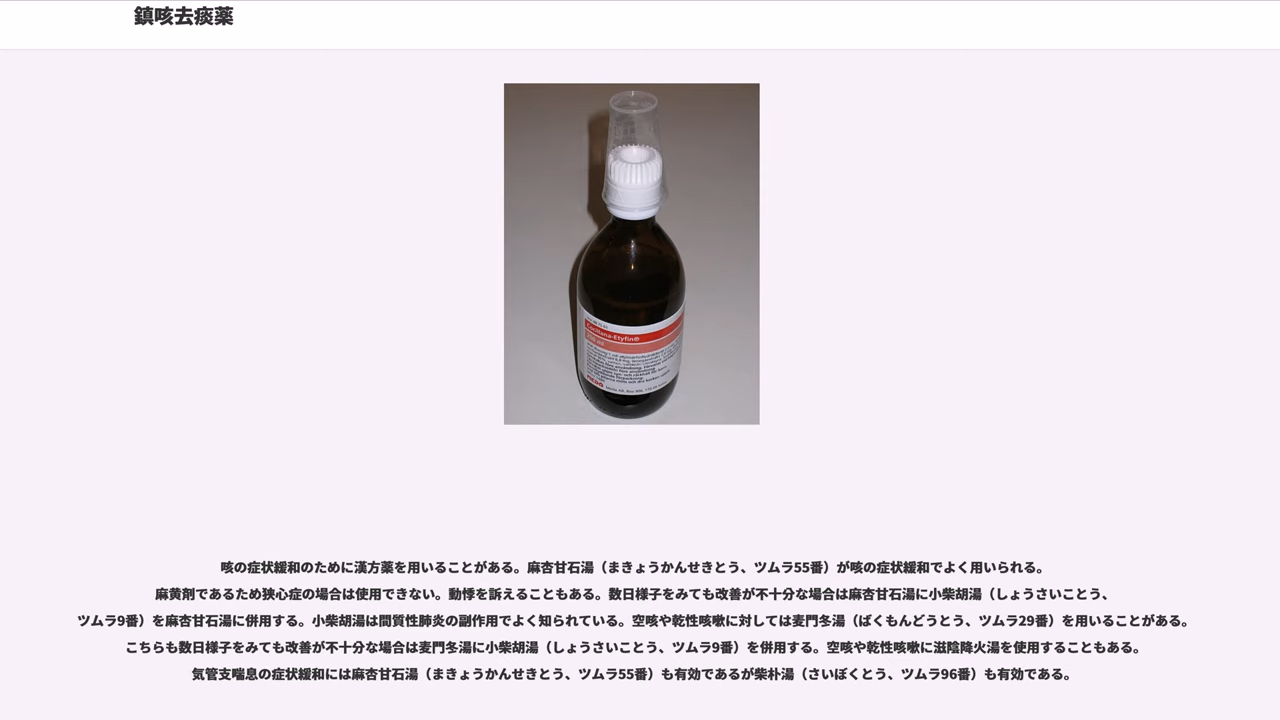 鎮咳去痰薬
Cocillana-Etyfin®
咳の症状緩和のために漢方薬を用いることがある。麻杏甘石湯（まきょうかんせきとう、ツムラ55番）が咳の症状緩和でよく用いられる。
麻黄剤であるため狭心症の場合は使用できない。動悸を訴えることもある。数日様子をみても改善が不十分な場合は麻杏甘石湯に小柴胡湯（しょうさいことう、
ツムラ9番）を麻杏甘石湯に併用する。小柴胡湯は間質性肺炎の副作用でよく知られている。空咳や乾性咳嗽に対しては麦門冬湯（ばくもんどうとう、ツムラ29番）を用いることがある。
こちらも数日様子をみても改善が不十分な場合は麦門冬湯に小柴胡湯（しょうさいことう、ツムラ9番）を併用する。空咳や乾性咳嗽に滋陰降火湯を使用することもある。
気管支喘息の症状緩和には麻杏甘石湯（まきょうかんせきとう、ツムラ55番）も有効であるが柴朴湯（さいぼくとう、ツムラ96番）も有効である。